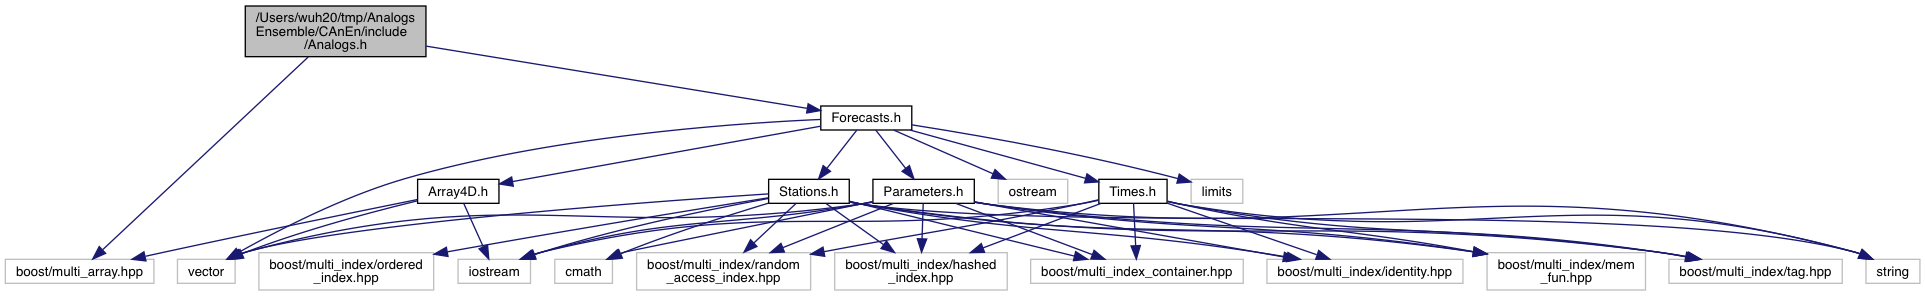 /Users/wuh20/tmp/Analogs
Ensemble/CAnEn/include
/Analogs.h
Forecasts.h
Array4D.h
Stations.h
Parameters.h
ostream
Times.h
limits
boost/multi_array.hpp
vector
boost/multi_index/ordered
_index.hpp
iostream
cmath
boost/multi_index/random
_access_index.hpp
boost/multi_index/hashed
_index.hpp
boost/multi_index_container.hpp
boost/multi_index/identity.hpp
boost/multi_index/mem
_fun.hpp
boost/multi_index/tag.hpp
string